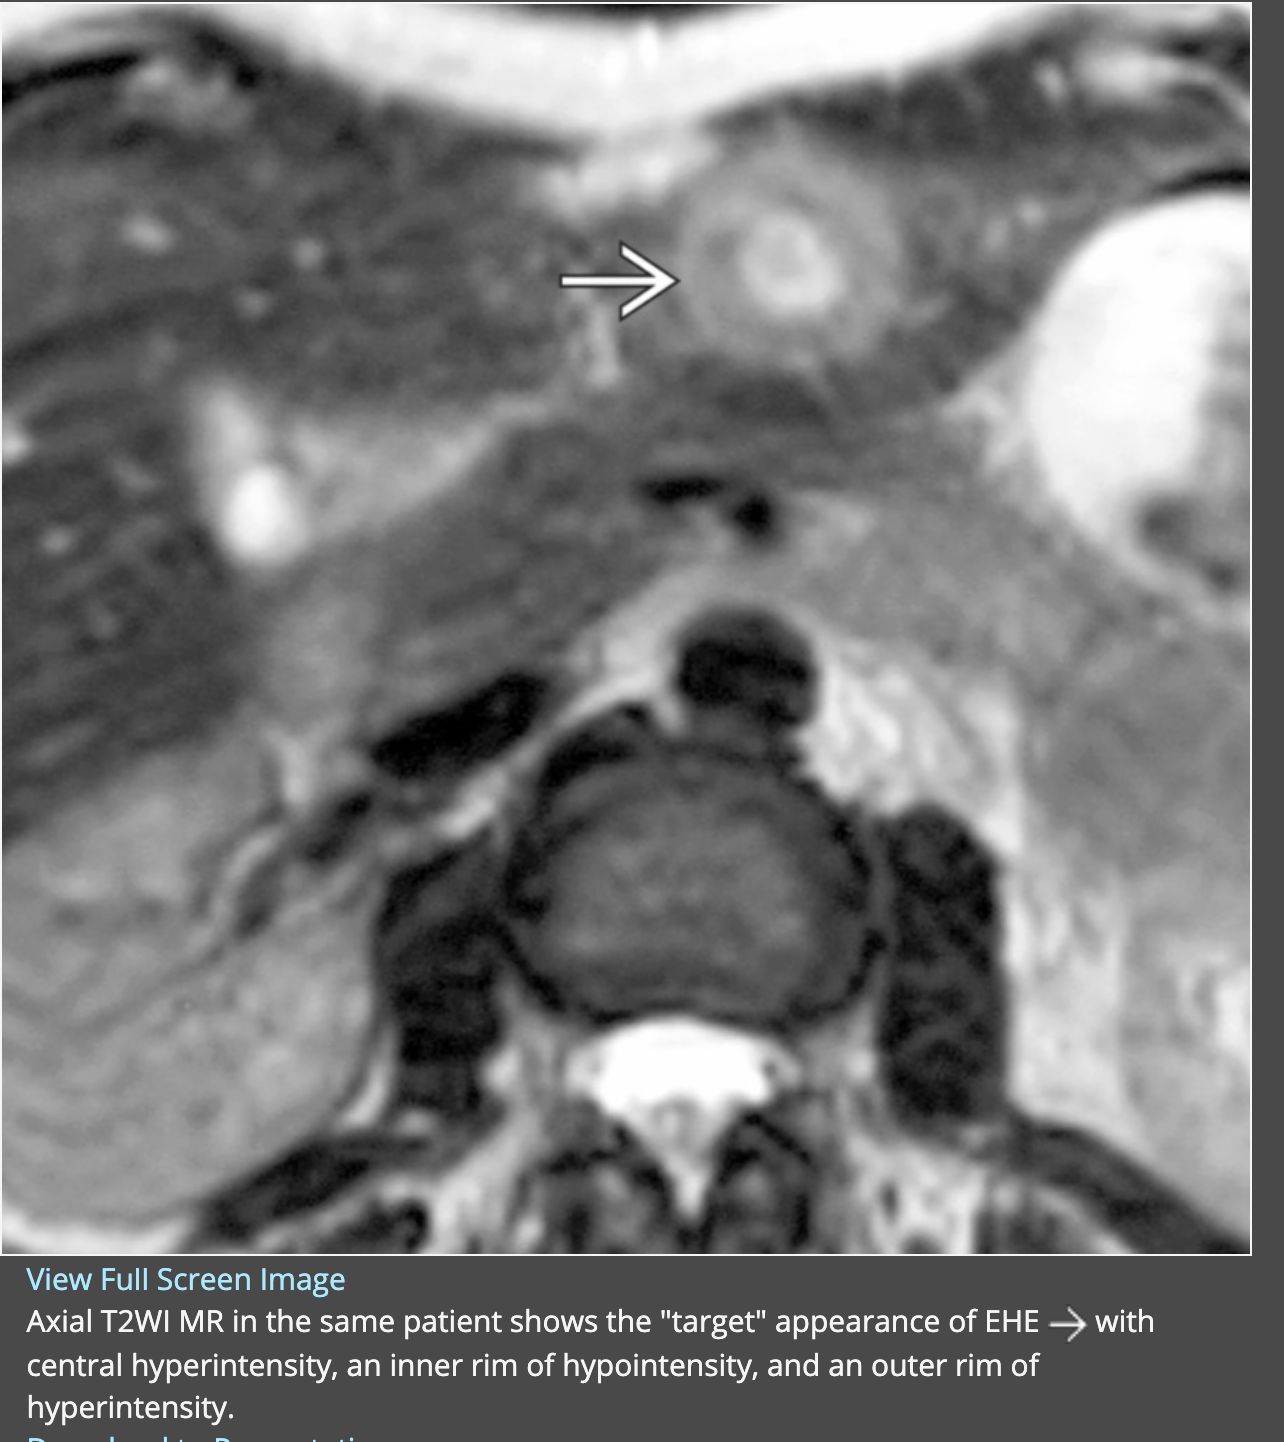 View Full Screen Image
Axial T2WI MR in the same patient shows the "target" appearance of EHE → with
central hyperintensity, an inner rim of hypointensity, and an outer rim of
hyperintensity.